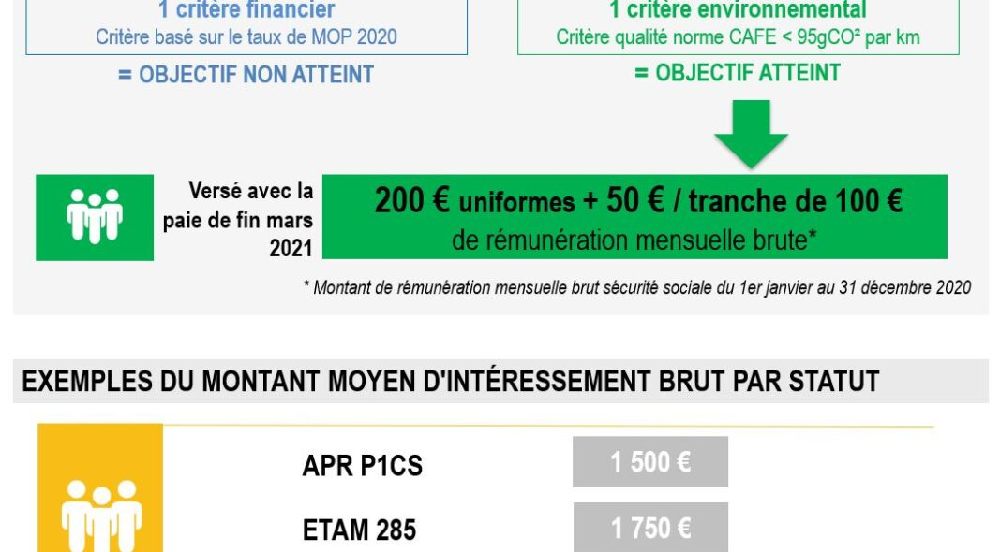 1 critère financier
Critère basé sur le taux de MOP 2020
= OBJECTIF NON ATTEINT
1 critère environnemental
Critère qualité norme CAFE < 95gCO² par km
= OBJECTIF ATTEINT
Versé avec la
paie de fin mars
2021
200 € uniformes + 50 € / tranche de 100 €
de rémunération mensuelle brute*
* Montant de rémunération mensuelle brut sécurité sociale du 1er janvier au 31 décembre 2020
EXEMPLES DU MONTANT MOYEN D'INTÉRESSEMENT BRUT PAR STATUT
APR P1CS
1 500 €
ETAM 285
1 750 €